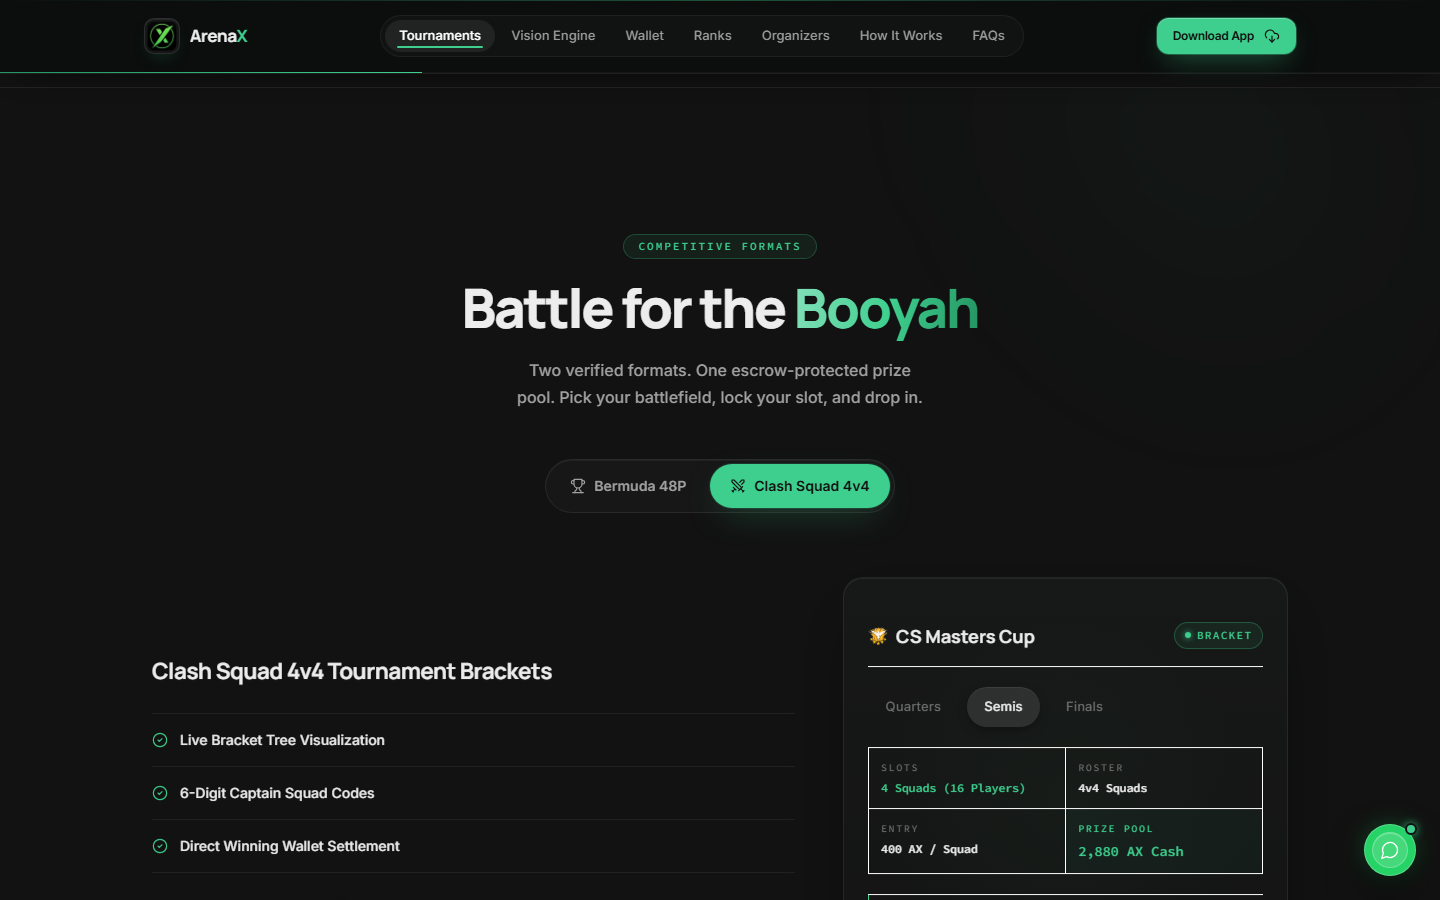 ArenaX
Tournaments
Vision Engine
Wallet
Ranks
Organizers
How It Works
FAQs
Download App
COMPETITIVE FORMATS
Battle for the Booyah
Two verified formats. One escrow-protected prize
pool. Pick your battlefield, lock your slot, and drop in.
Bermuda 48P
Clash Squad 4v4
Clash Squad 4v4 Tournament Brackets
Live Bracket Tree Visualization
6-Digit Captain Squad Codes
Direct Winning Wallet Settlement
CS Masters Cup
BRACKET
Quarters
Semis
Finals
SLOTS
4 Squads (16 Players)
ROSTER
4v4 Squads
ENTRY
400 AX / Squad
PRIZE POOL
2,880 AX Cash